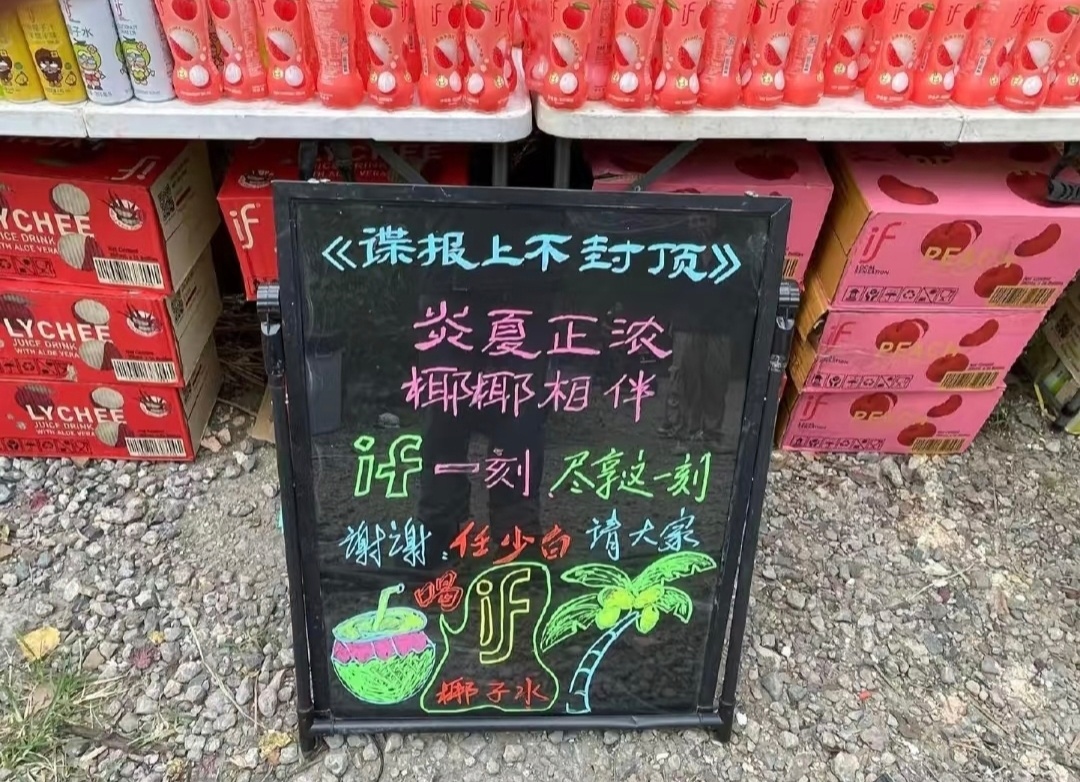 《谍报上不封顶》
炎夏正浓
椰椰相伴
if 一刻 尽享这一刻
谢谢：任少白 请大家
喝 if
椰子水
LYCHEE
JUICE DRINK
WITH ALOE VERA
LYCHEE
JUICE DRINK
WITH ALOE VERA
LYCHEE
JUICE DRINK
WITH ALOE VERA
if
if
PEACH
if
PEACH
if
PEACH